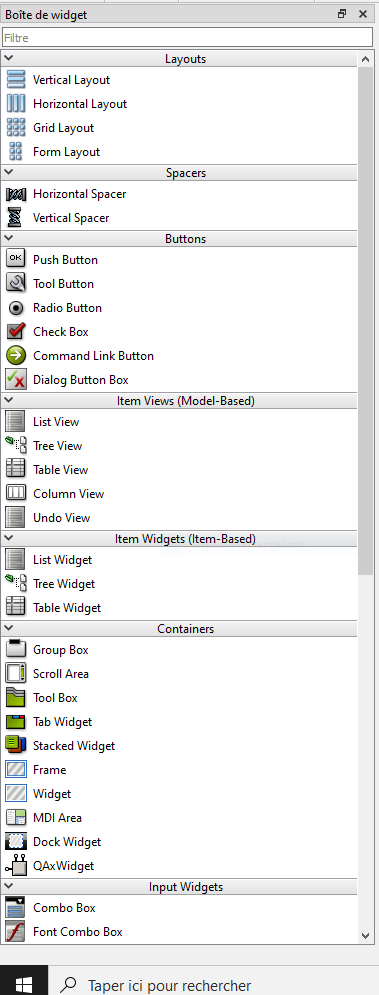 Boîte de widget
Filtre
Layouts
Vertical Layout
Horizontal Layout
Grid Layout
Form Layout
Spacers
Horizontal Spacer
Vertical Spacer
Buttons
OK Push Button
Tool Button
Radio Button
Check Box
Command Link Button
Dialog Button Box
Item Views (Model-Based)
List View
Tree View
Table View
Column View
Undo View
Item Widgets (Item-Based)
List Widget
Tree Widget
Table Widget
Containers
Group Box
Scroll Area
Tool Box
Tab Widget
Stacked Widget
Frame
Widget
MDI Area
Dock Widget
QAxWidget
Input Widgets
Combo Box
Font Combo Box
Taper ici pour rechercher